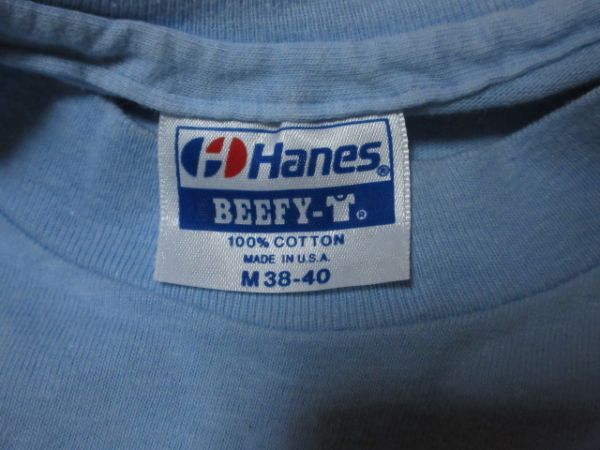 Hanes®
BEEFY-T®
100% COTTON
MADE IN U.S.A.
M 38-40